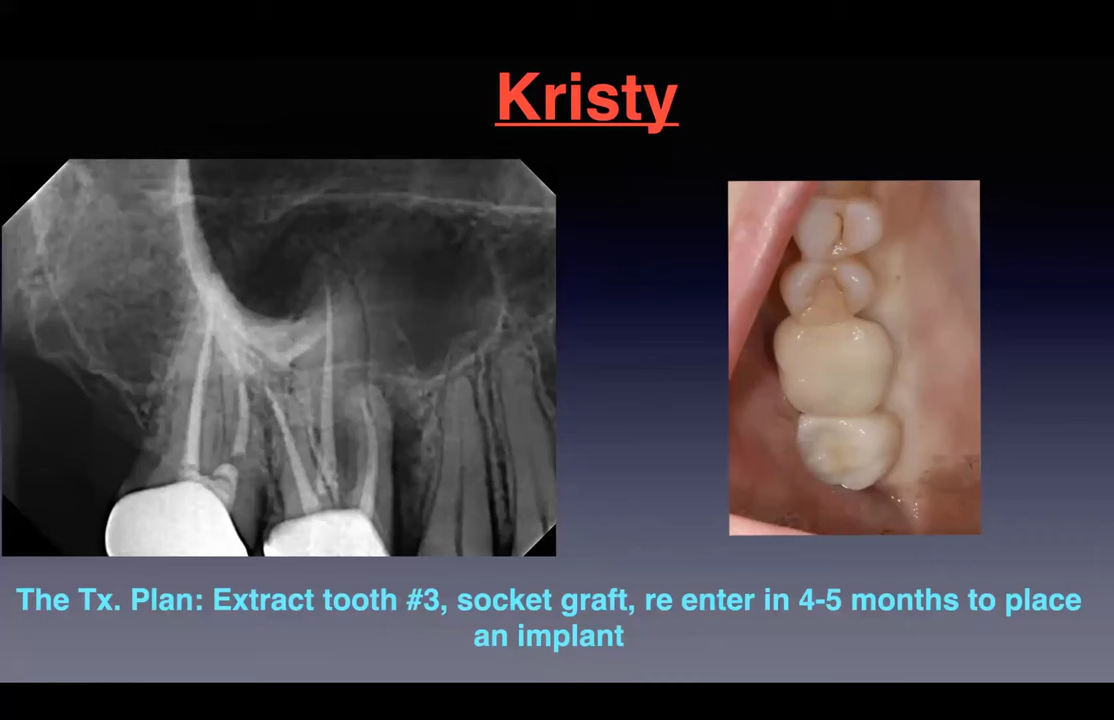 Kristy
The Tx. Plan: Extract tooth #3, socket graft, re enter in 4-5 months to place
an implant